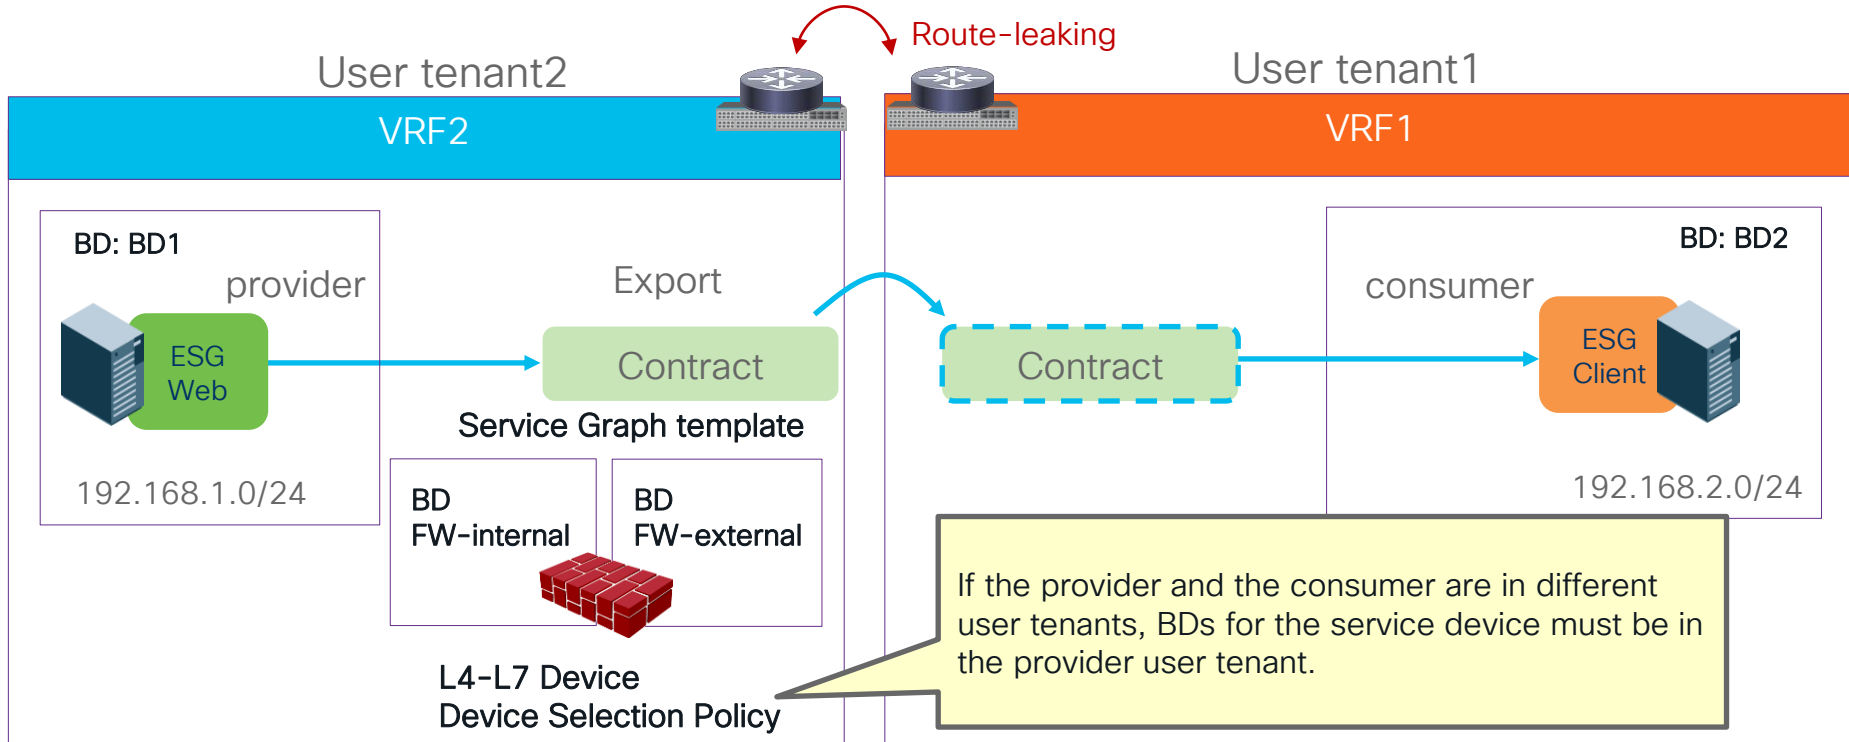 Route-leaking
User tenant2
User tenant1
VRF2
VRF1
BD: BD1
BD: BD2
provider
Export
consumer
ESG
Web
Contract
Contract
ESG
Client
Service Graph template
192.168.1.0/24
192.168.2.0/24
BD
FW-internal
BD
FW-external
If the provider and the consumer are in different
user tenants, BDs for the service device must be in
the provider user tenant.
L4-L7 Device
Device Selection Policy